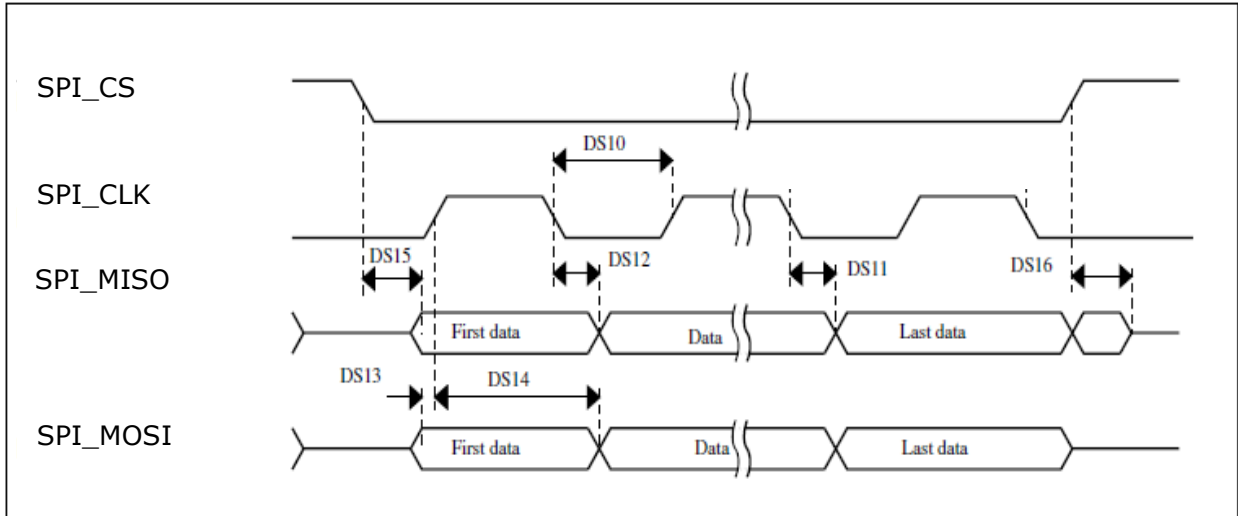 SPI_CS
DS10
SPI_CLK
DS15
DS12
DS11
DS16
SPI_MISO
First data
Data
Last data
DS13
DS14
SPI_MOSI
First data
Data
Last data